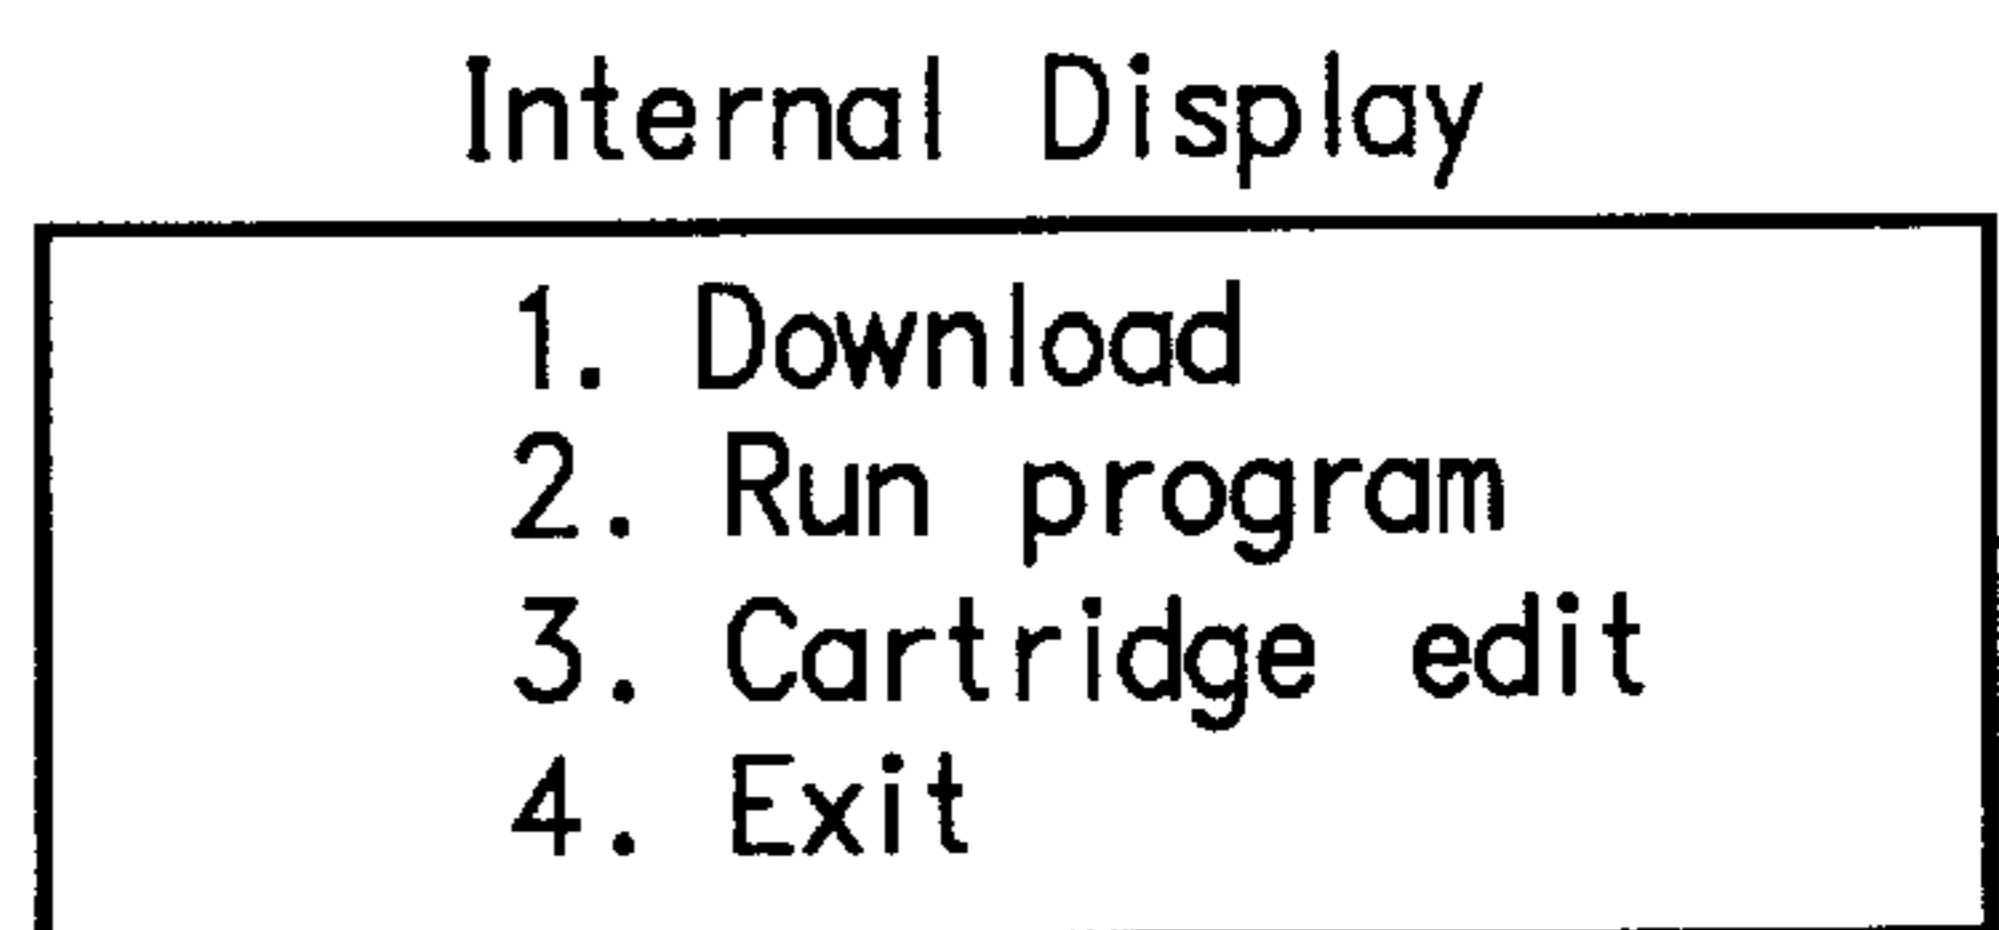 Internal Display
1. Download
2. Run program
3. Cartridge edit
4. Exit